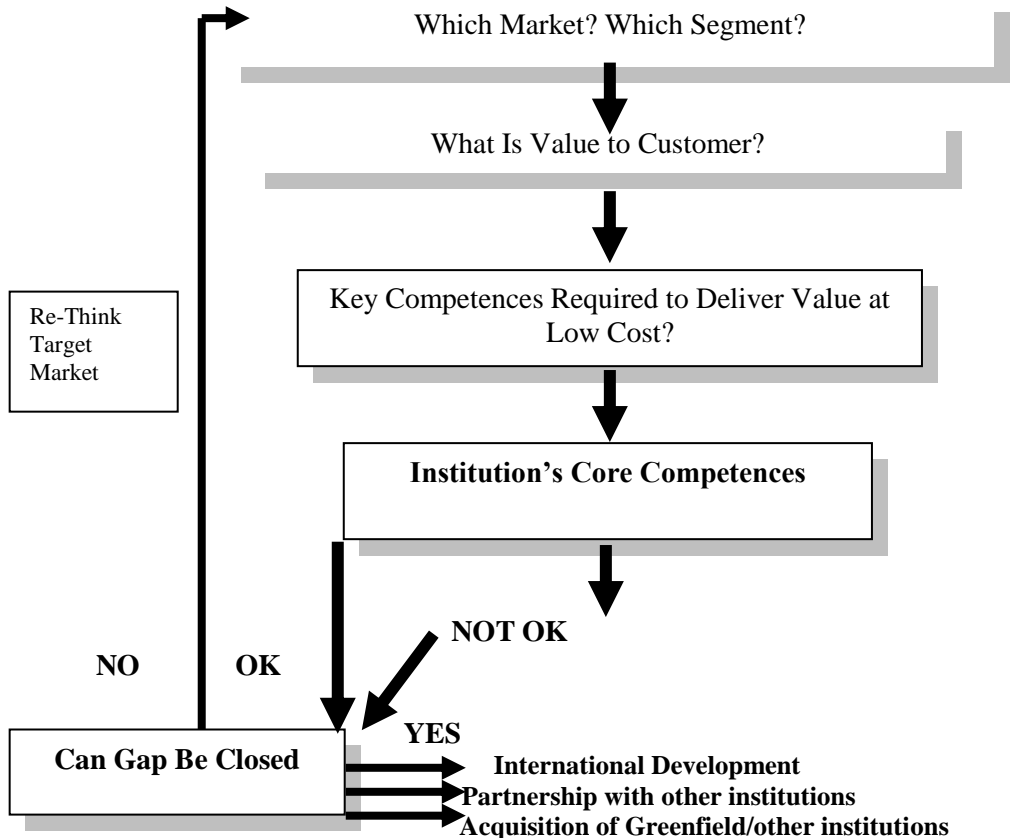 Which Market? Which Segment?
What Is Value to Customer?
Key Competences Required to Deliver Value at
Low Cost?
Re-Think
Target
Market
Institution's Core Competences
NOT OK
NO
OK
YES
Can Gap Be Closed
International Development
Partnership with other institutions
Acquisition of Greenfield/other institutions